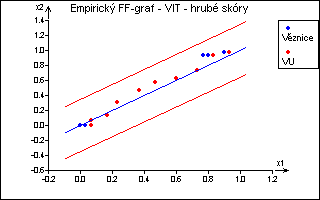 Empirický FF-graf - VIT - hrubé skóry
x2
1.4
1.2
1.0
0.8
0.6
0.4
0.2
0.0
-0.2
-0.4
-0.6
-0.2 0.0 0.2 0.4 0.6 0.8 1.0 1.2
x1
Věznice
VU